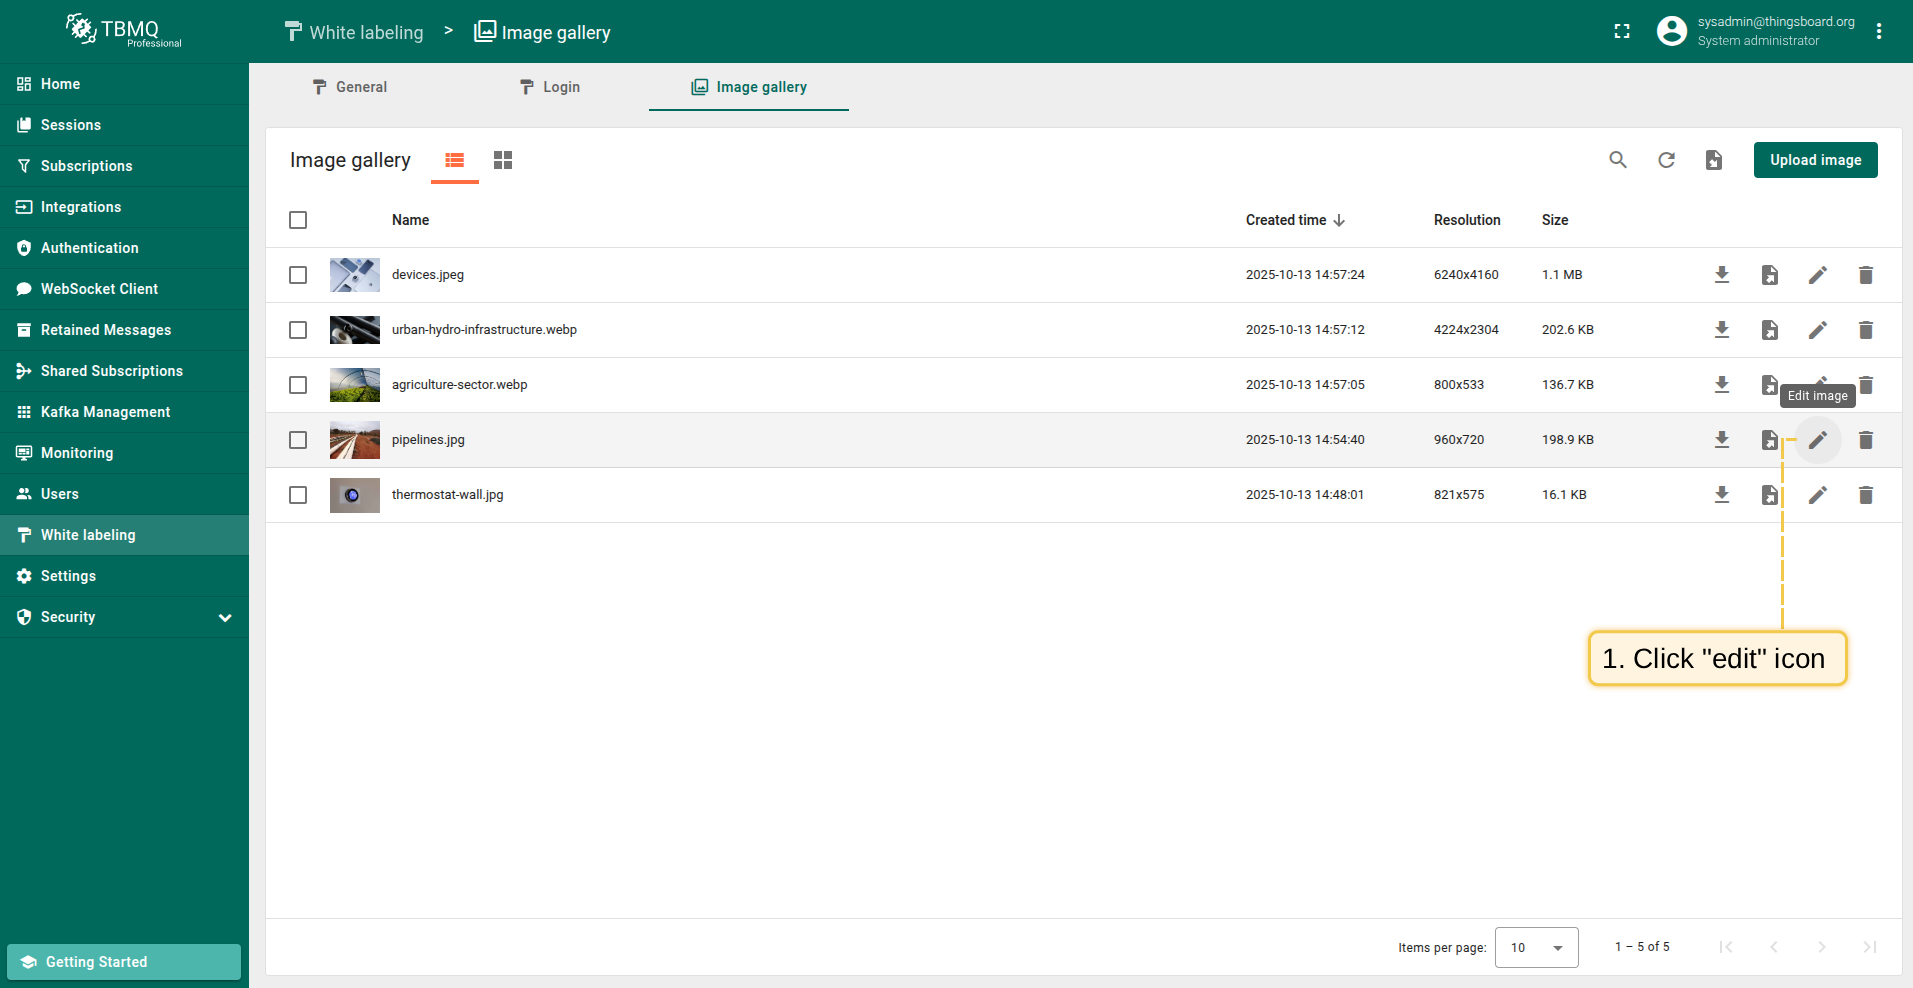 TBMQ
Professional
White labeling > Image gallery
sysadmin@thingsboard.org
System administrator
Home
Sessions
Subscriptions
Integrations
Authentication
WebSocket Client
Retained Messages
Shared Subscriptions
Kafka Management
Monitoring
Users
White labeling
Settings
Security
Getting Started
General
Login
Image gallery
Image gallery
Upload image
Name Created time Resolution Size
devices.jpeg 2025-10-13 14:57:24 6240x4160 1.1 MB
urban-hydro-infrastructure.webp 2025-10-13 14:57:12 4224x2304 202.6 KB
agriculture-sector.webp 2025-10-13 14:57:05 800x533 136.7 KB
Edit image
pipelines.jpg 2025-10-13 14:54:40 960x720 198.9 KB
thermostat-wall.jpg 2025-10-13 14:48:01 821x575 16.1 KB
1. Click "edit" icon
Items per page: 10 1 – 5 of 5